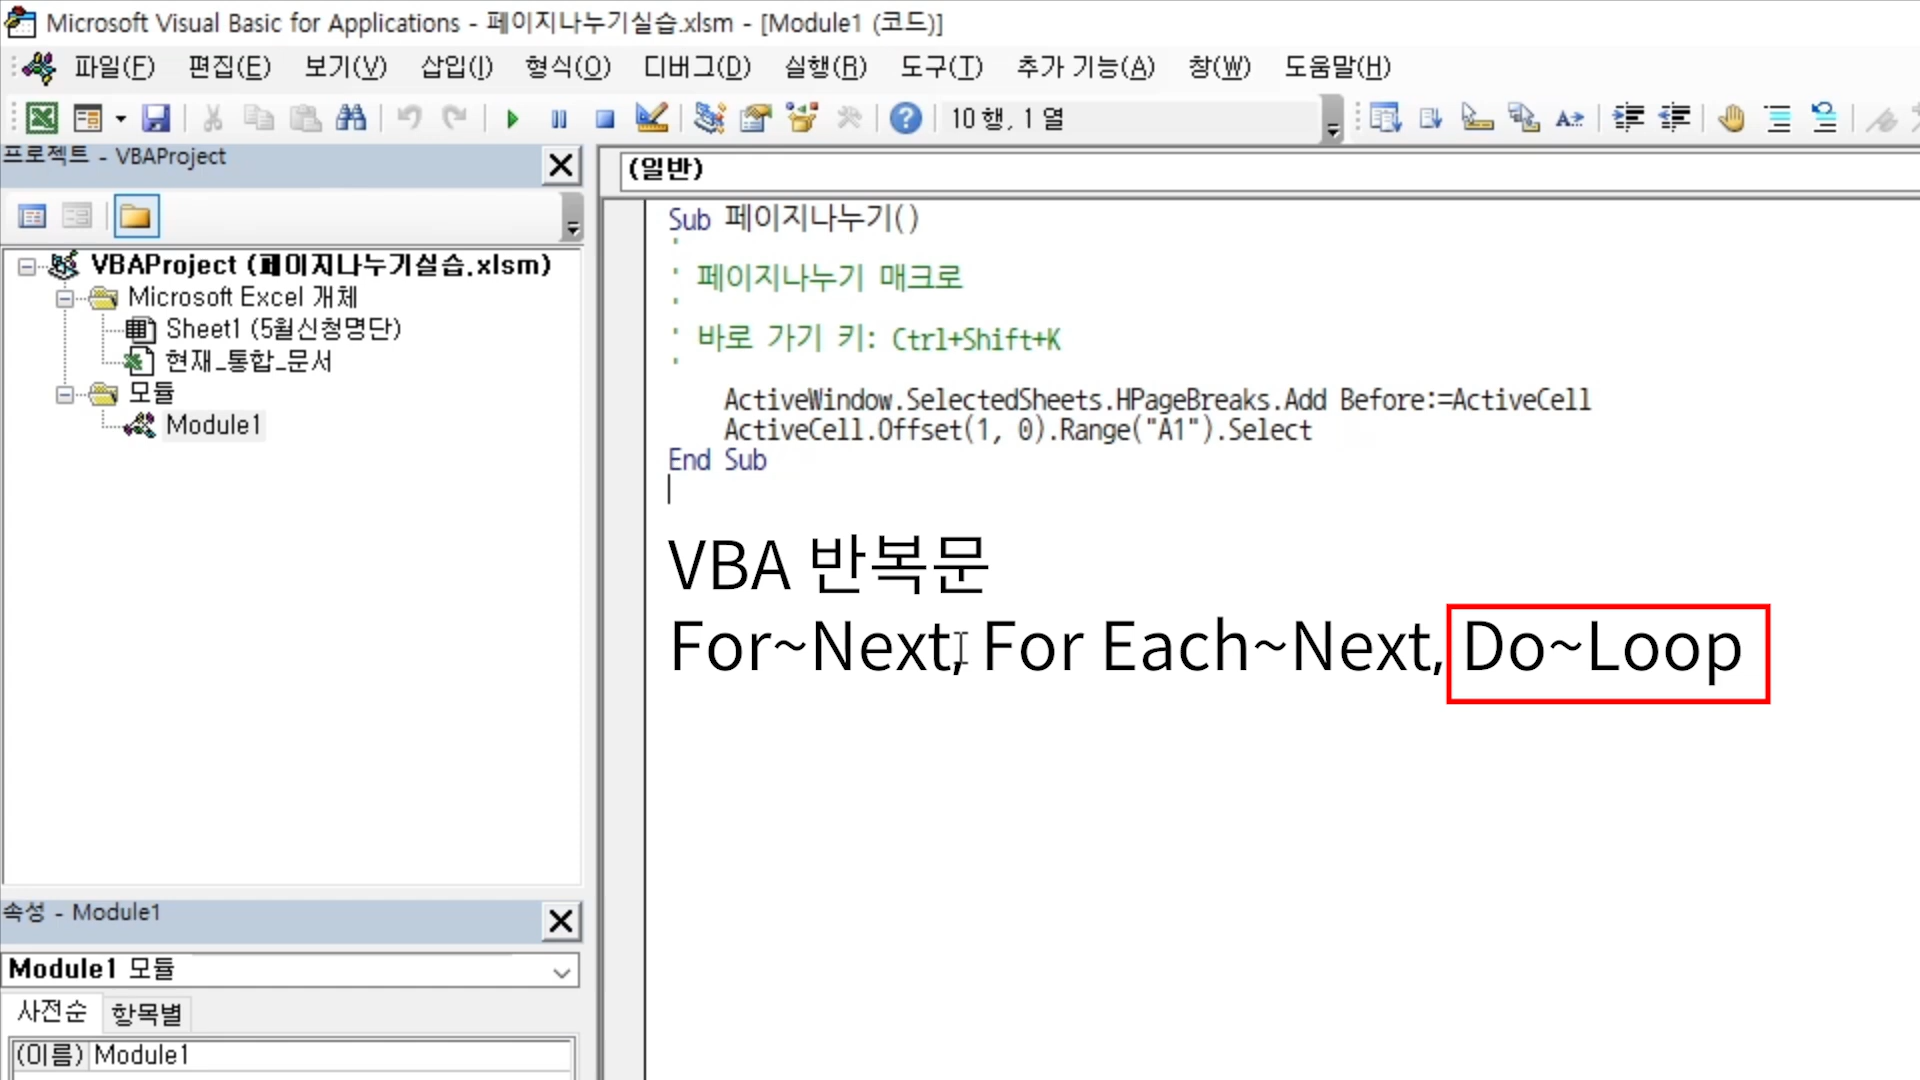 Microsoft Visual Basic for Applications - 페이지나누기실습.xlsm - [Module1 (코드)]
파일(F) 편집(E) 보기(V) 삽입(I) 형식(O) 디버그(D) 실행(R) 도구(T) 추가 기능(A) 창(W) 도움말(H)
10 행, 1 열
프로젝트 - VBAProject
(일반)
VBAProject (페이지나누기실습.xlsm)
Microsoft Excel 개체
Sheet1 (5월신청명단)
현재_통합_문서
모듈
Module1
Sub 페이지나누기()
'
' 페이지나누기 매크로
'
' 바로 가기 키: Ctrl+Shift+K
'
ActiveWindow.SelectedSheets.HPageBreaks.Add Before:=ActiveCell
ActiveCell.Offset(1, 0).Range("A1").Select
End Sub
VBA 반복문
For~Next, For Each~Next, Do~Loop
속성 - Module1
Module1 모듈
사전순 항목별
(이름) Module1